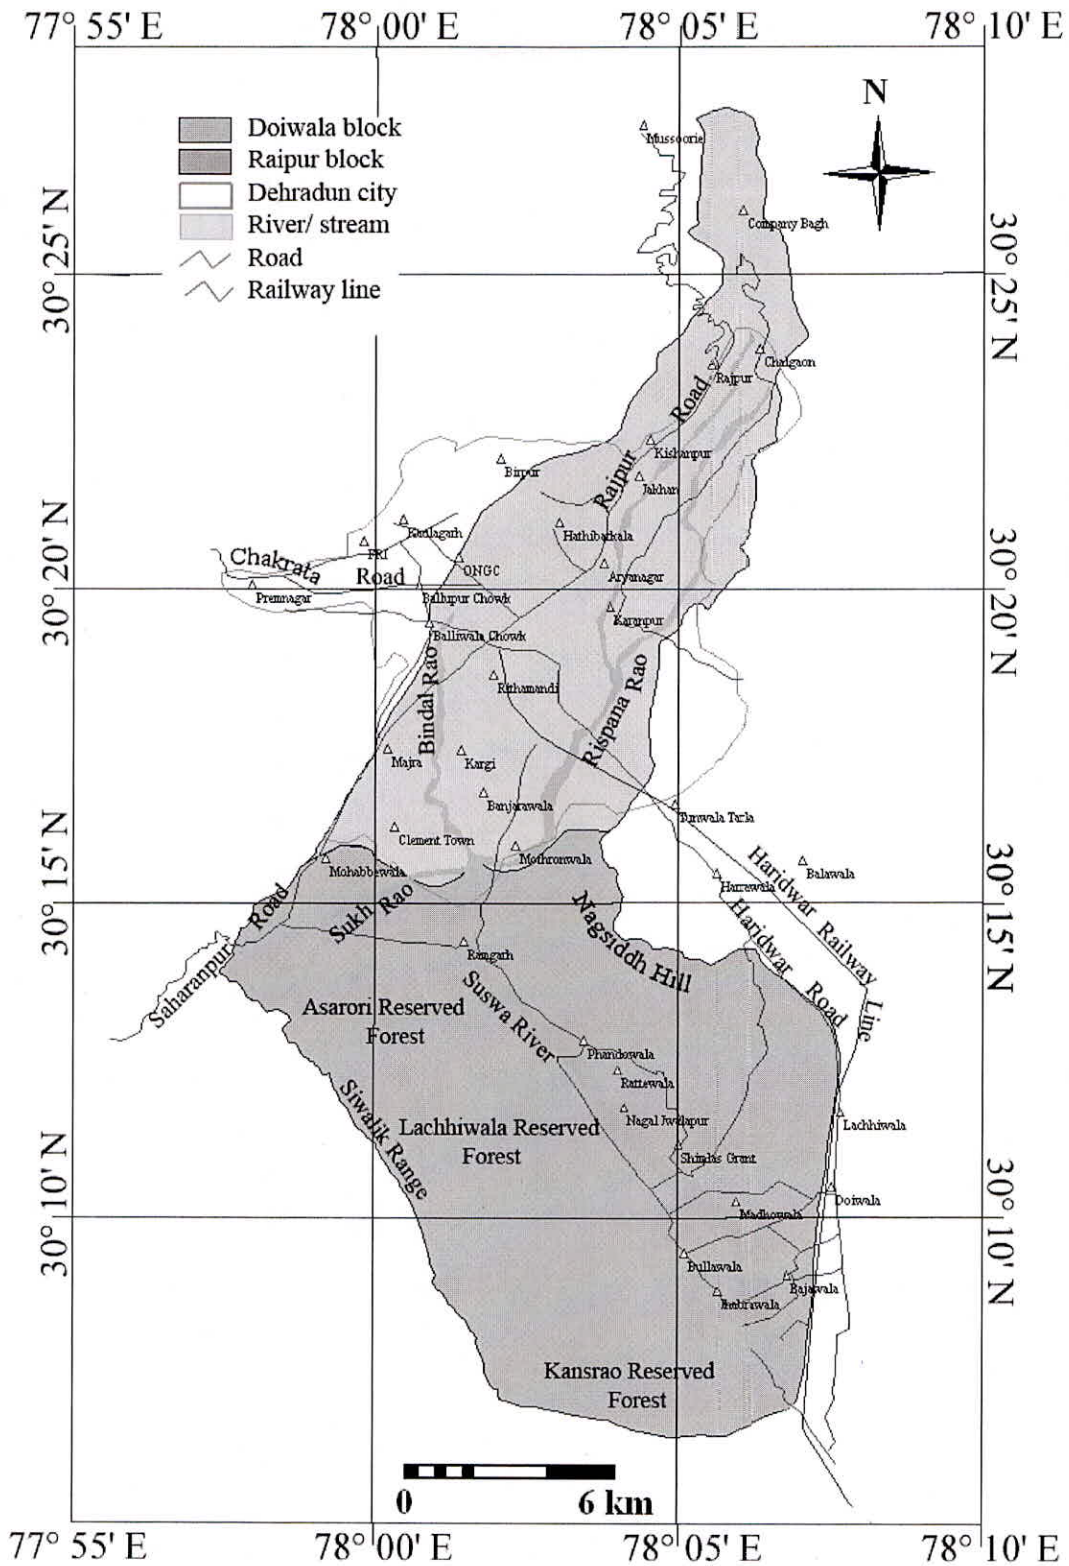 77° 55' E
78° 00' E
78° 05' E
78° 10' E
N
Doiwala block
Raipur block
Dehradun city
River/ stream
Road
Railway line
Mussoorie
Company Bagh
30° 25' N
30° 25' N
Chalgaon
Rajpur
Rajpur Road
Kishanpur
Jakhan
Birpur
Hathibarkala
Kaulagarh
FRI
ONGC
Aryanagar
Chakrata Road
Premnagar
Ballupur Chowk
30° 20' N
30° 20' N
Karanpur
Balliwala Chowk
Bindal Rao
Rispana Rao
Rithamandi
Majra
Kargi
Banjarawala
Tunwala Tarla
Clement Town
Mothronwala
Mohabbewala
Balawala
Harrawala
Haridwar Railway Line
Haridwar Road
30° 15' N
30° 15' N
Sukh Rao
Nagsiddh Hill
Saharanpur Road
Ramgarh
Suswa River
Asarori Reserved
Forest
Phandowala
Rattewala
Nagal Jwalapur
Siwalik Range
Lachhiwala Reserved
Forest
Lachhiwala
Shindas Grant
Doiwala
Madhowala
30° 10' N
30° 10' N
Bullawala
Bajawala
Kansrao Reserved
Forest
0
6 km
77° 55' E
78° 00' E
78° 05' E
78° 10' E